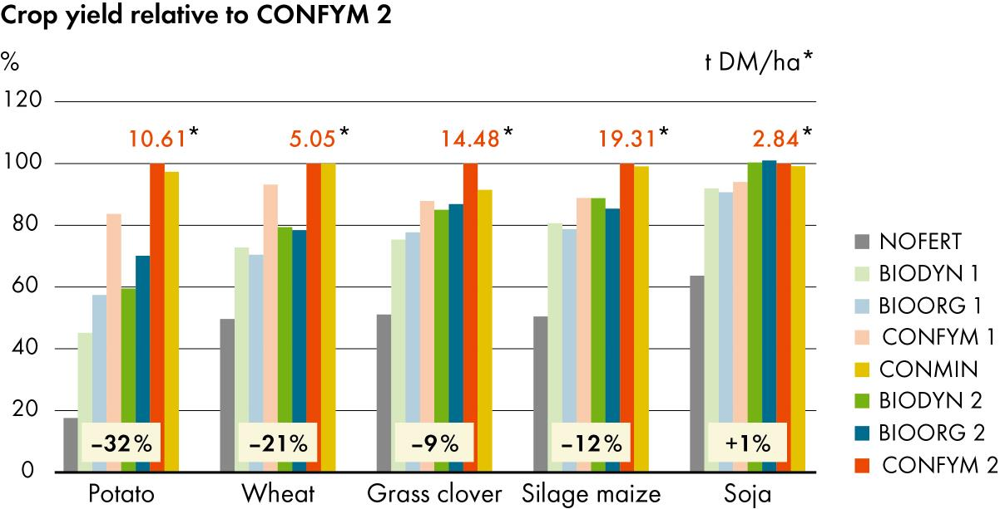 Crop yield relative to CONFYM 2
% t DM/ha*
120
10.61* 5.05* 14.48* 19.31* 2.84*
100
80
60
40
20
0
–32% –21% –9% –12% +1%
Potato Wheat Grass clover Silage maize Soja
NOFERT
BIODYN 1
BIOORG 1
CONFYM 1
CONMIN
BIODYN 2
BIOORG 2
CONFYM 2